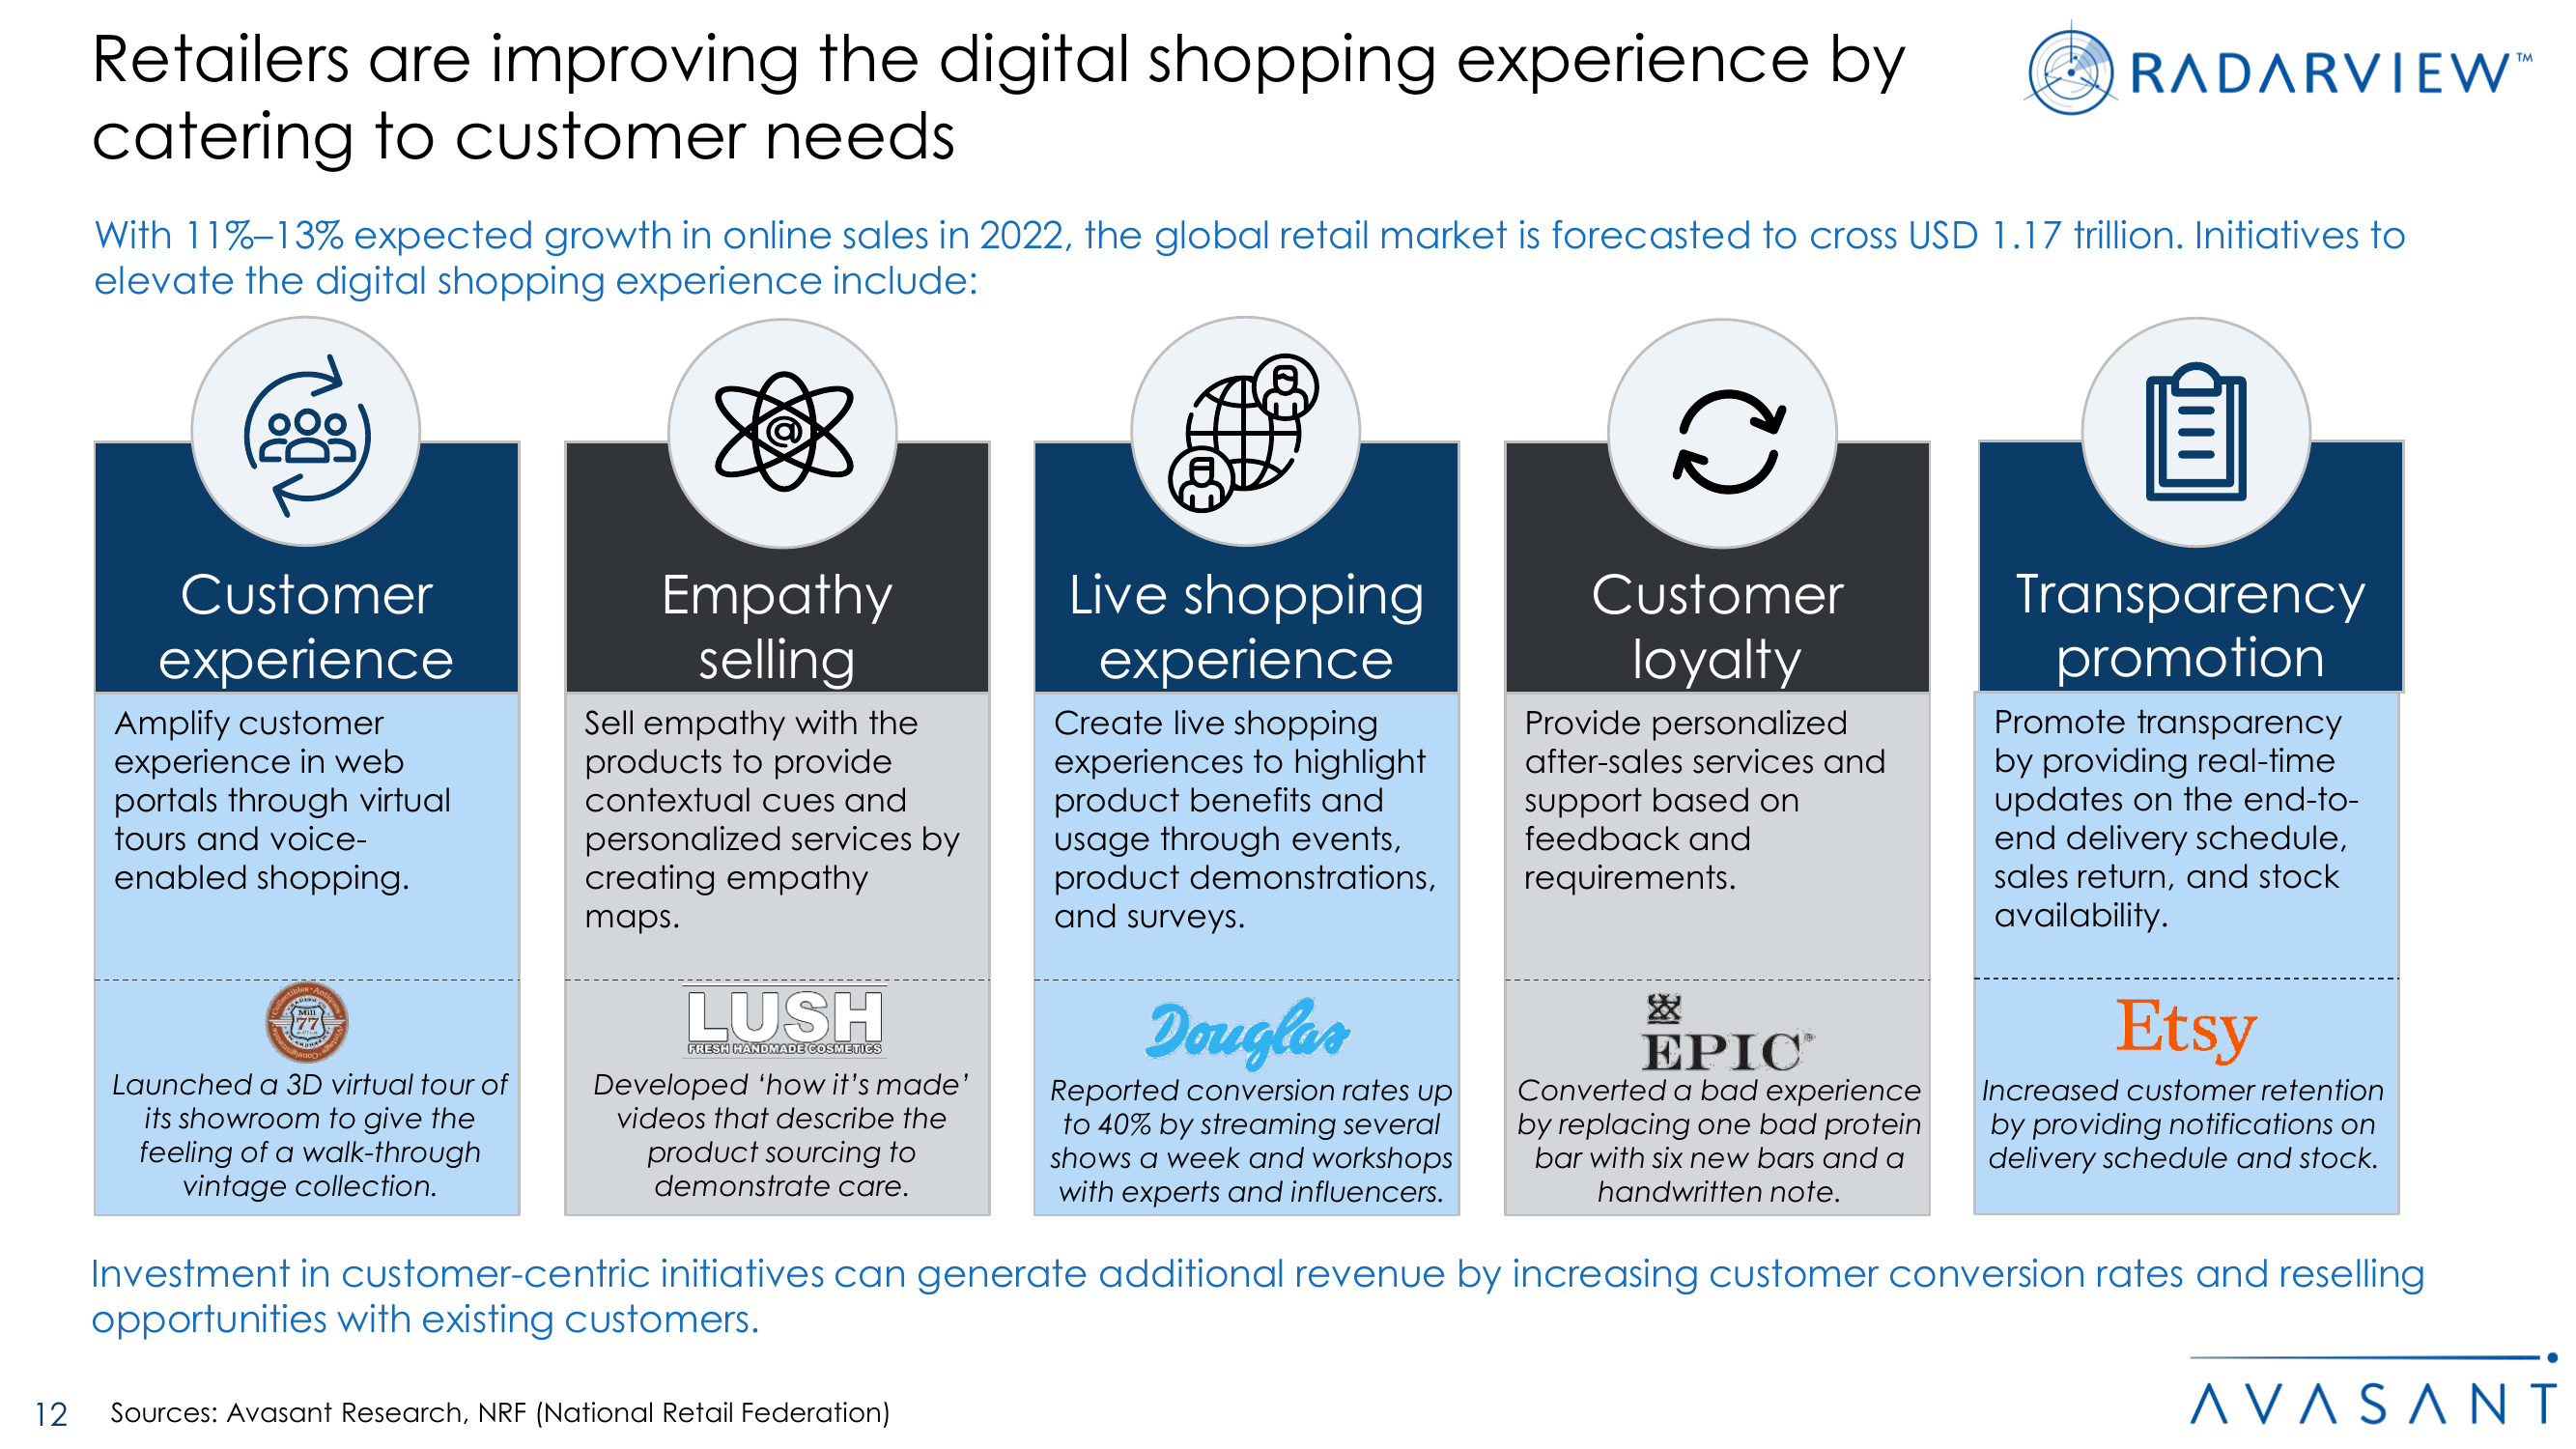 Retailers are improving the digital shopping experience by
catering to customer needs
RADARVIEW™
With 11%–13% expected growth in online sales in 2022, the global retail market is forecasted to cross USD 1.17 trillion. Initiatives to
elevate the digital shopping experience include:
@
Customer
experience
Amplify customer
experience in web
portals through virtual
tours and voice-
enabled shopping.
Mill
77
Launched a 3D virtual tour of
its showroom to give the
feeling of a walk-through
vintage collection.
Empathy
selling
Sell empathy with the
products to provide
contextual cues and
personalized services by
creating empathy
maps.
LUSH
FRESH HANDMADE COSMETICS
Developed ‘how it’s made’
videos that describe the
product sourcing to
demonstrate care.
Live shopping
experience
Create live shopping
experiences to highlight
product benefits and
usage through events,
product demonstrations,
and surveys.
Douglas
Reported conversion rates up
to 40% by streaming several
shows a week and workshops
with experts and influencers.
Customer
loyalty
Provide personalized
after-sales services and
support based on
feedback and
requirements.
EPIC®
Converted a bad experience
by replacing one bad protein
bar with six new bars and a
handwritten note.
Transparency
promotion
Promote transparency
by providing real-time
updates on the end-to-
end delivery schedule,
sales return, and stock
availability.
Etsy
Increased customer retention
by providing notifications on
delivery schedule and stock.
Investment in customer-centric initiatives can generate additional revenue by increasing customer conversion rates and reselling
opportunities with existing customers.
12
Sources: Avasant Research, NRF (National Retail Federation)
AVASANT